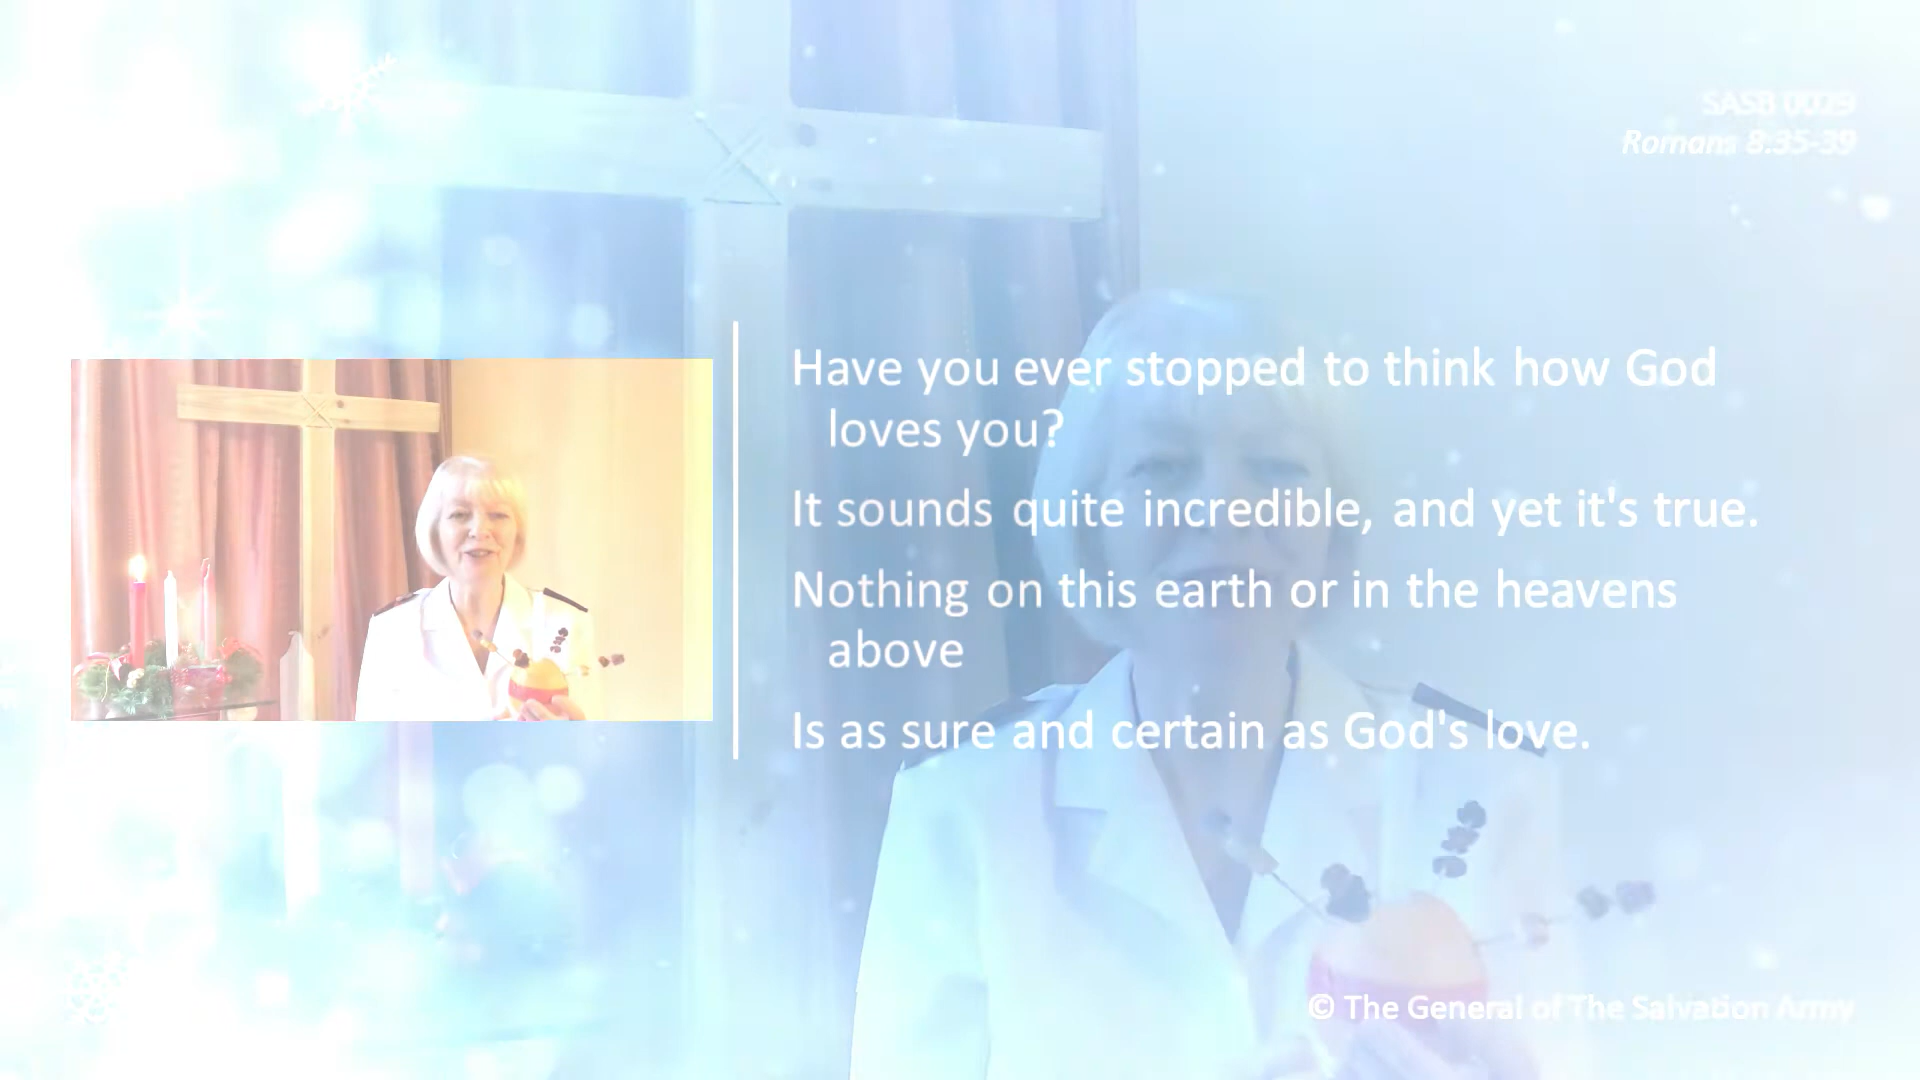 SASB 0029
Romans 8:35-39
Have you ever stopped to think how God
loves you?
It sounds quite incredible, and yet it's true.
Nothing on this earth or in the heavens
above
Is as sure and certain as God's love.
© The General of The Salvation Army